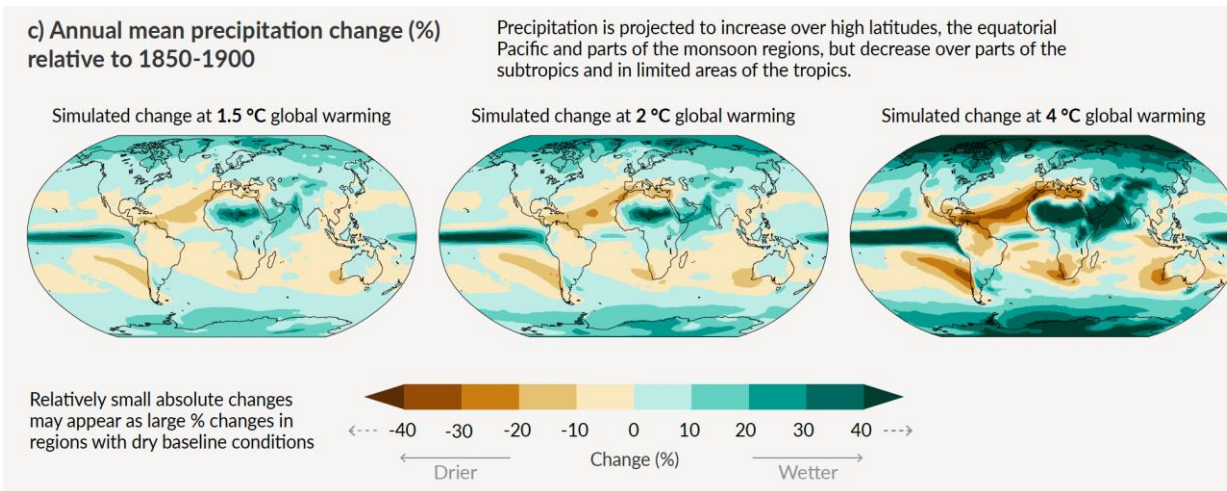 c) Annual mean precipitation change (%)
relative to 1850-1900
Precipitation is projected to increase over high latitudes, the equatorial
Pacific and parts of the monsoon regions, but decrease over parts of the
subtropics and in limited areas of the tropics.
Simulated change at 1.5 °C global warming
Simulated change at 2 °C global warming
Simulated change at 4 °C global warming
Relatively small absolute changes
may appear as large % changes in
regions with dry baseline conditions
-40 -30 -20 -10 0 10 20 30 40
Change (%)
Drier
Wetter